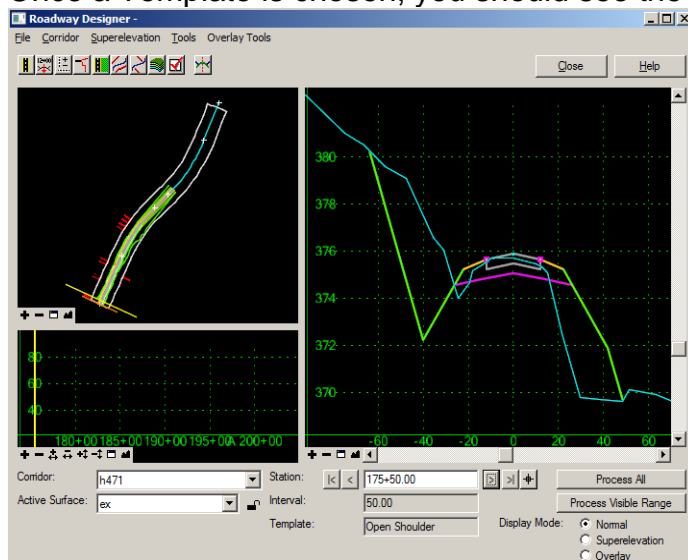 Once a Template is chosen, you should see the
Roadway Designer -
File Corridor Superelevation Tools Overlay Tools
Close Help
380
378
376
374
372
370
-60 -40 -20 0 20 40 60
80
60
40
180+00 185+00 190+00 195+00 200+00
Corridor: h471
Active Surface: ex
Station: 175+50.00
Interval: 50.00
Template: Open Shoulder
Process All
Process Visible Range
Display Mode: Normal
Superelevation
Overlay